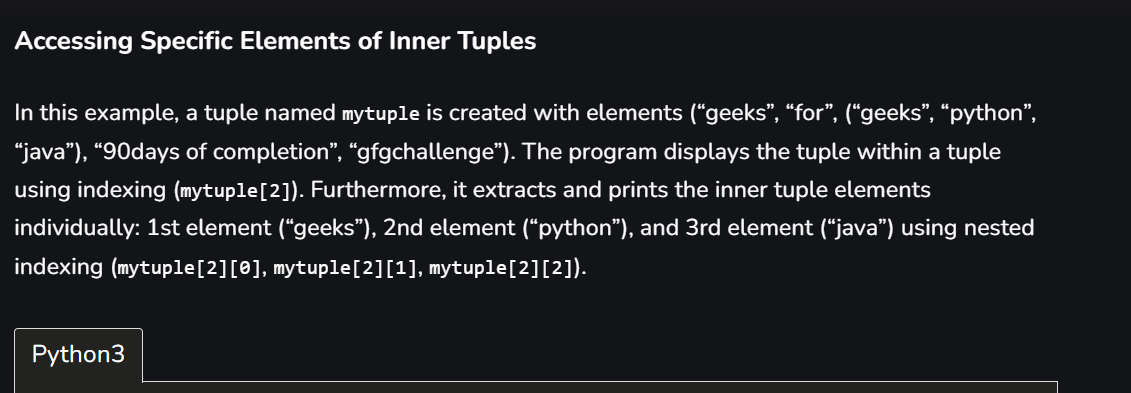 Accessing Specific Elements of Inner Tuples
In this example, a tuple named mytuple is created with elements (“geeks”, “for”, (“geeks”, “python”,
“java”), “90days of completion”, “gfgchallenge”). The program displays the tuple within a tuple
using indexing (mytuple[2]). Furthermore, it extracts and prints the inner tuple elements
individually: 1st element (“geeks”), 2nd element (“python”), and 3rd element (“java”) using nested
indexing (mytuple[2][0], mytuple[2][1], mytuple[2][2]).
Python3